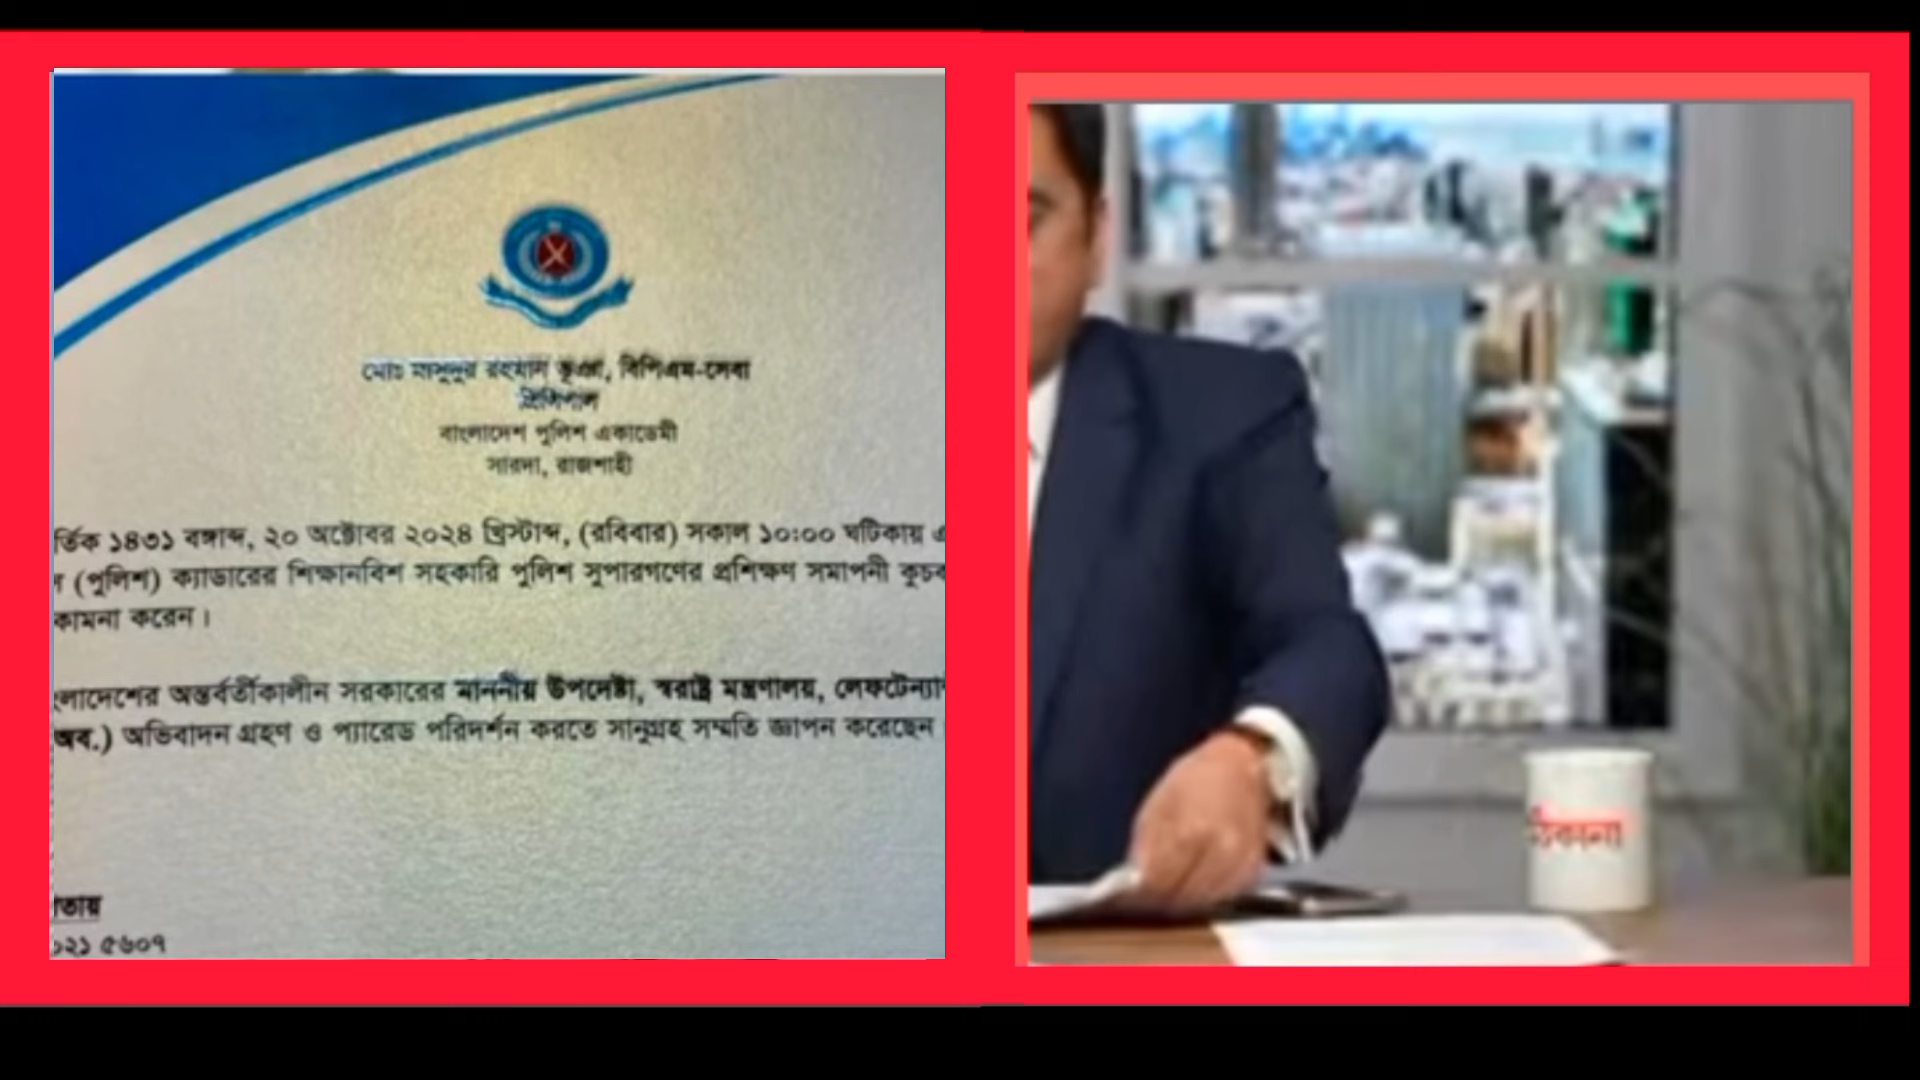 মোঃ মাসুদুর রহমান ভূঞা, বিপিএম-সেবা
প্রিন্সিপাল
বাংলাদেশ পুলিশ একাডেমী
সারদা, রাজশাহী
র্তিক ১৪৩১ বঙ্গাব্দ, ২০ অক্টোবর ২০২৪ খ্রিস্টাব্দ, (রবিবার) সকাল ১০:০০ ঘটিকায় এ
(পুলিশ) ক্যাডারের শিক্ষানবিশ সহকারি পুলিশ সুপারগণের প্রশিক্ষণ সমাপনী কুচক
কামনা করেন।
ংলাদেশের অন্তর্বর্তীকালীন সরকারের মাননীয় উপদেষ্টা, স্বরাষ্ট্র মন্ত্রণালয়, লেফটেন্যা
অব.) অভিবাদন গ্রহণ ও প্যারেড পরিদর্শন করতে সানুগ্রহ সম্মতি জ্ঞাপন করেছেন
তায়
০২১ ৫৬০৭
ঠিকানা